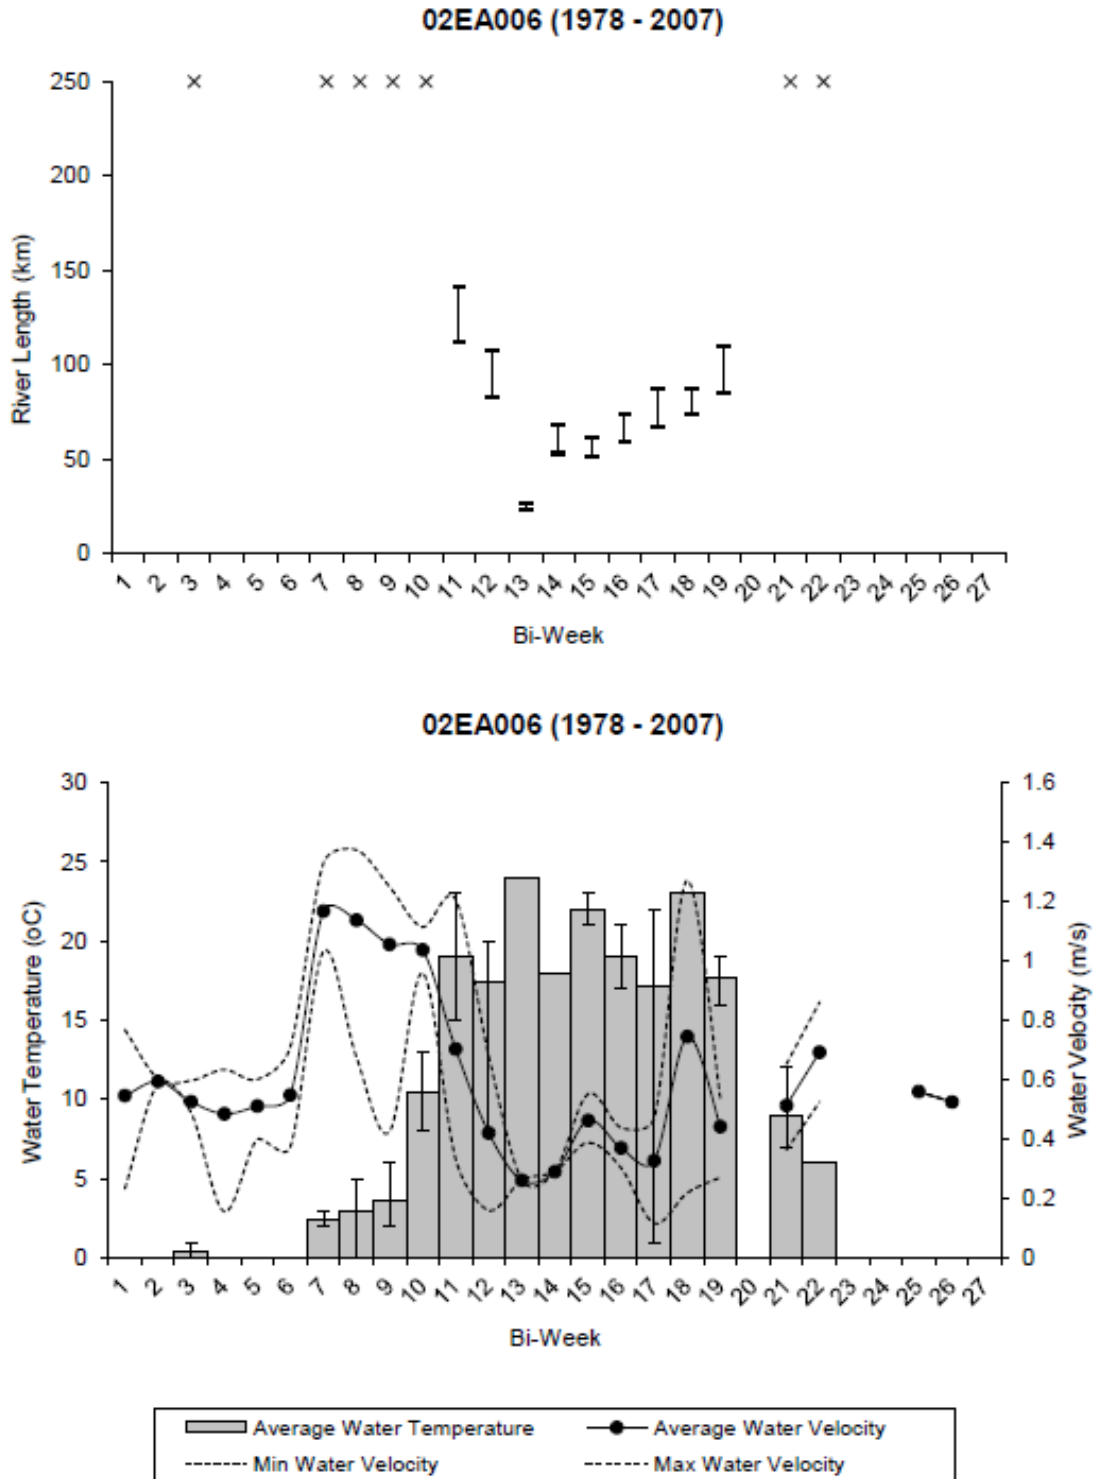 02EA006 (1978 - 2007)
250
200
150
100
50
0
River Length (km)
1 2 3 4 5 6 7 8 9 10 11 12 13 14 15 16 17 18 19 20 21 22 23 24 25 26 27
Bi-Week
02EA006 (1978 - 2007)
30
25
20
15
10
5
0
Water Temperature (oC)
1.6
1.4
1.2
1
0.8
0.6
0.4
0.2
0
Water Velocity (m/s)
1 2 3 4 5 6 7 8 9 10 11 12 13 14 15 16 17 18 19 20 21 22 23 24 25 26 27
Bi-Week
Average Water Temperature
Average Water Velocity
Min Water Velocity
Max Water Velocity